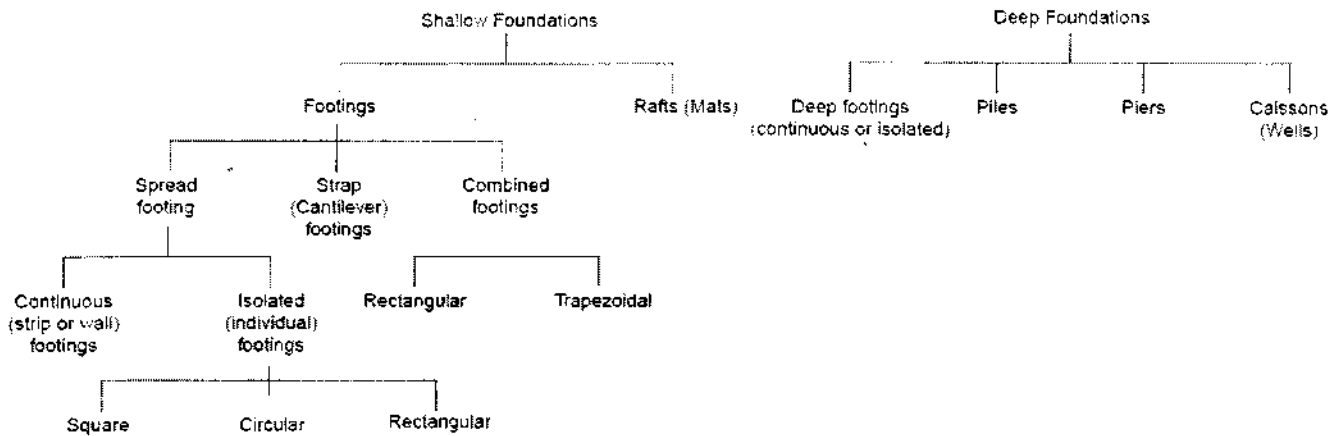 Shallow Foundations
Deep Foundations
Footings
Rafts (Mats)
Deep footings
(continuous or isolated)
Piles
Piers
Caissons
(Wells)
Spread
footing
Strap
(Cantilever)
footings
Combined
footings
Continuous
(strip or wall)
footings
Isolated
(individual)
footings
Rectangular
Trapezoidal
Square
Circular
Rectangular